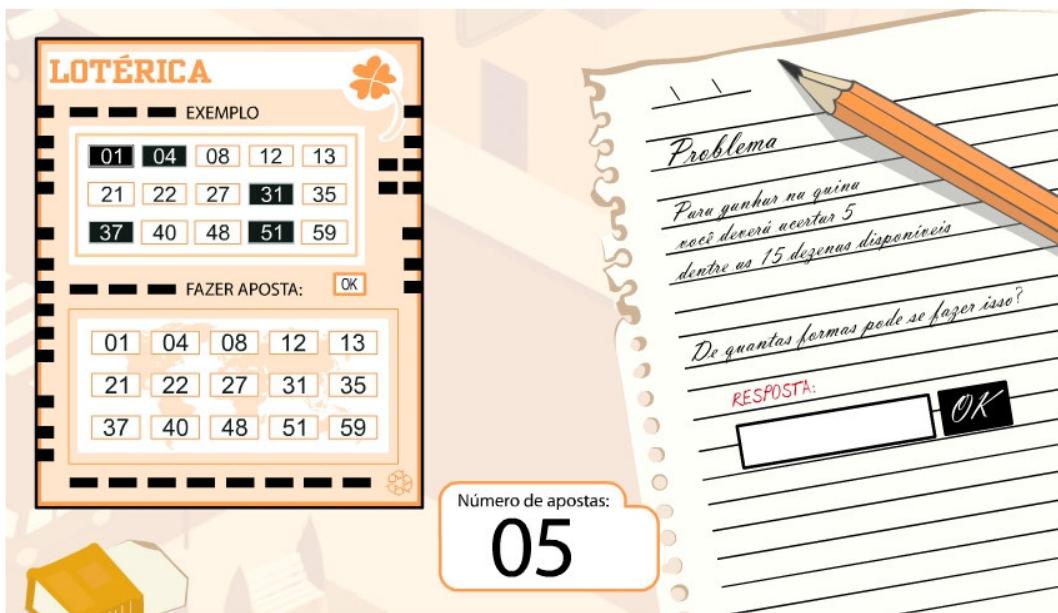 LOTÉRICA
EXEMPLO
01 04 08 12 13
21 22 27 31 35
37 40 48 51 59
FAZER APOSTA: OK
01 04 08 12 13
21 22 27 31 35
37 40 48 51 59
Número de apostas:
05
Problema
Para ganhar na quina
você deverá acertar 5
dentre as 15 dezenas disponíveis
De quantas formas pode se fazer isso?
RESPOSTA:
OK